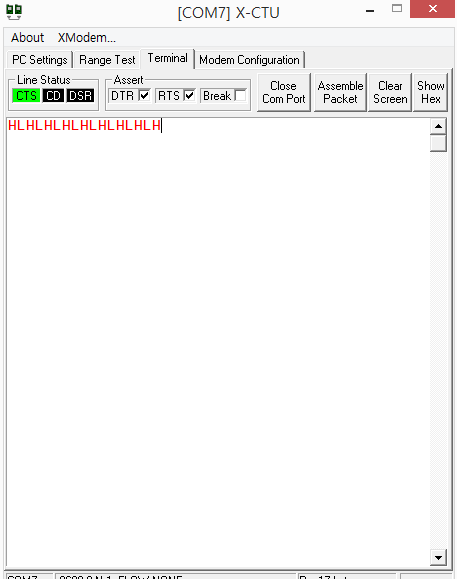 [COM7] X-CTU
About XModem...
PC Settings Range Test Terminal Modem Configuration
Line Status Assert
CTS CD DSR DTR RTS Break
Close Com Port
Assemble Packet
Clear Screen
Show Hex
HLHLHLHLHLHLHLHLH